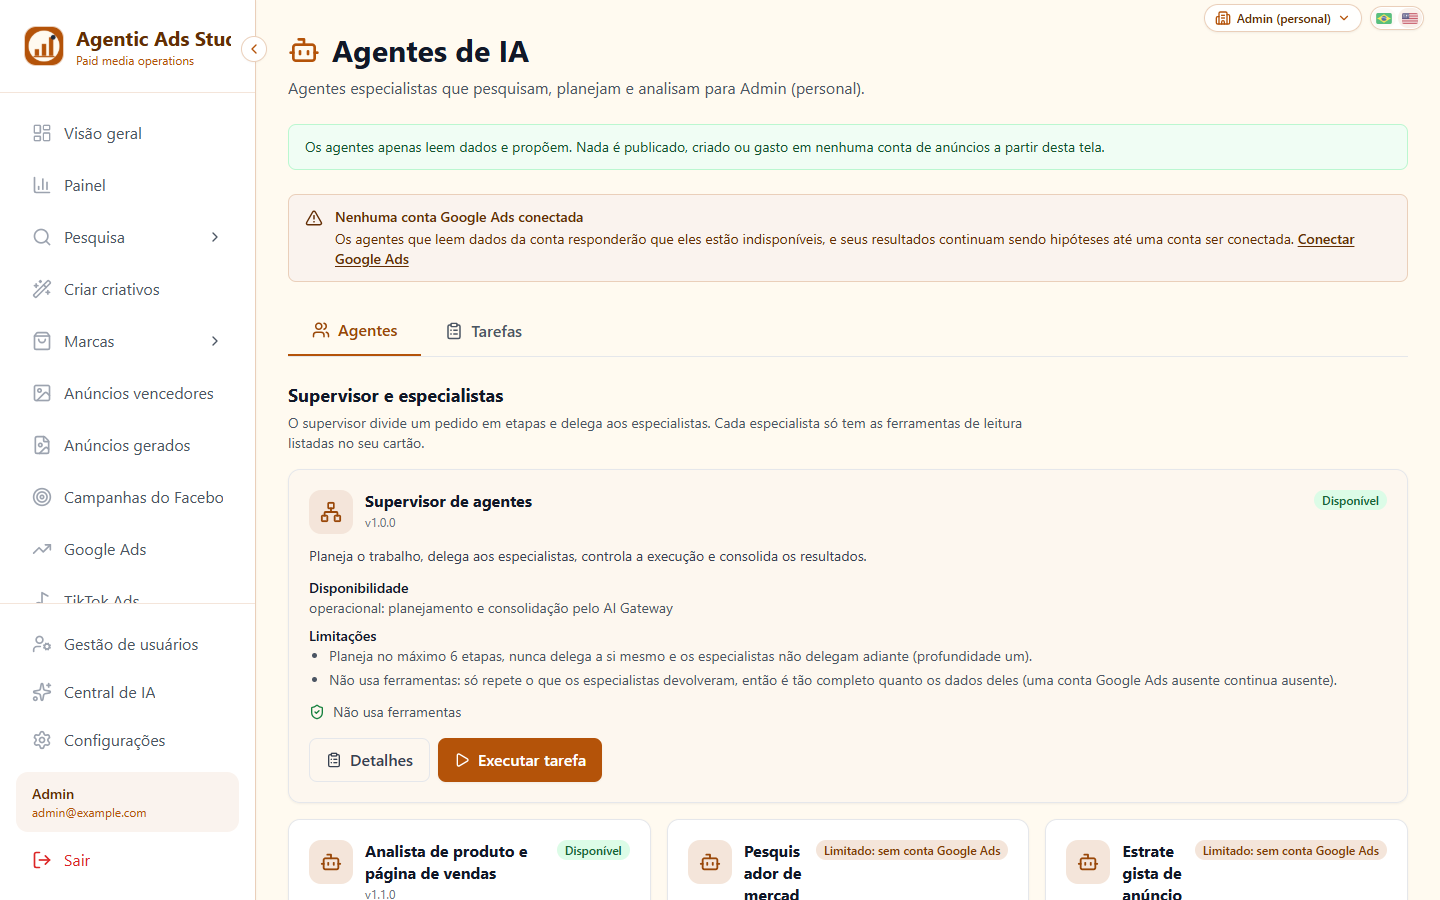 Agentic Ads Stud
Paid media operations
Admin (personal)
Agentes de IA
Agentes especialistas que pesquisam, planejam e analisam para Admin (personal).
Os agentes apenas leem dados e propõem. Nada é publicado, criado ou gasto em nenhuma conta de anúncios a partir desta tela.
Nenhuma conta Google Ads conectada
Os agentes que leem dados da conta responderão que eles estão indisponíveis, e seus resultados continuam sendo hipóteses até uma conta ser conectada. Conectar
Google Ads
Visão geral
Painel
Pesquisa
Criar criativos
Marcas
Anúncios vencedores
Anúncios gerados
Campanhas do Facebo
Google Ads
TikTok Ads
Gestão de usuários
Central de IA
Configurações
Admin
admin@example.com
Sair
Agentes
Tarefas
Supervisor e especialistas
O supervisor divide um pedido em etapas e delega aos especialistas. Cada especialista só tem as ferramentas de leitura
listadas no seu cartão.
Supervisor de agentes
v1.0.0
Disponível
Planeja o trabalho, delega aos especialistas, controla a execução e consolida os resultados.
Disponibilidade
operacional: planejamento e consolidação pelo AI Gateway
Limitações
Planeja no máximo 6 etapas, nunca delega a si mesmo e os especialistas não delegam adiante (profundidade um).
Não usa ferramentas: só repete o que os especialistas devolveram, então é tão completo quanto os dados deles (uma conta Google Ads ausente continua ausente).
Não usa ferramentas
Detalhes
Executar tarefa
Analista de produto e
página de vendas
v1.1.0
Disponível
Pesquis
ador de
mercad
Limitado: sem conta Google Ads
Estrate
gista de
anúncio
Limitado: sem conta Google Ads